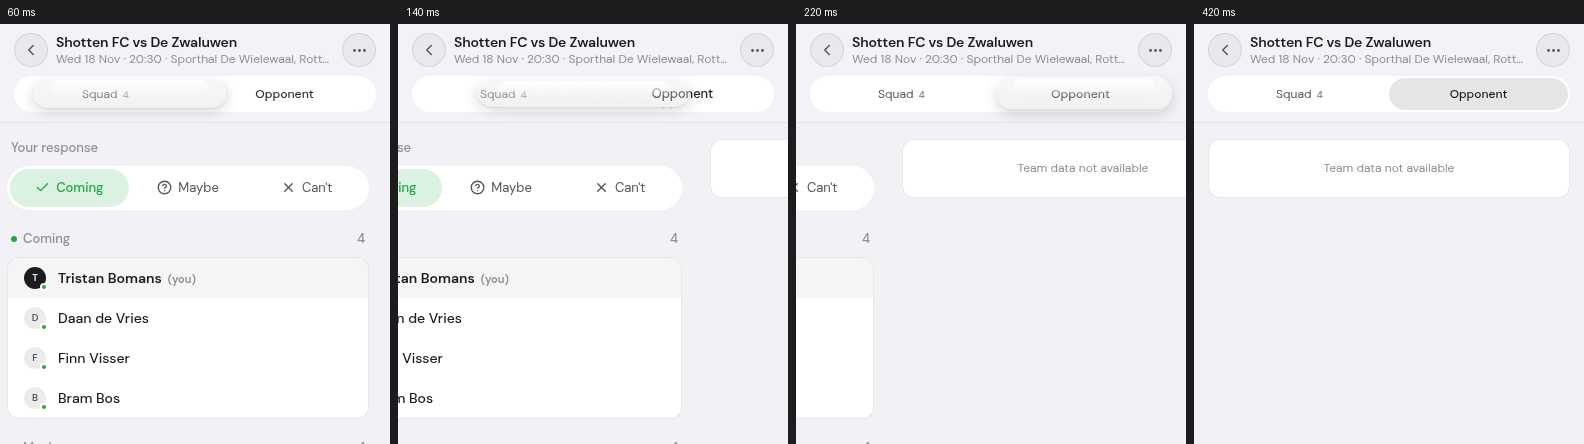 60 ms
Shotten FC vs De Zwaluwen
Wed 18 Nov · 20:30 · Sporthal De Wielewaal, Rott...
Squad 4
Opponent
Your response
Coming
Maybe
Can't
Coming
4
T
Tristan Bomans (you)
D
Daan de Vries
F
Finn Visser
B
Bram Bos
140 ms
Shotten FC vs De Zwaluwen
Wed 18 Nov · 20:30 · Sporthal De Wielewaal, Rott...
Squad 4
Opponent
se
ing
Maybe
Can't
4
tan Bomans (you)
n de Vries
Visser
n Bos
220 ms
Shotten FC vs De Zwaluwen
Wed 18 Nov · 20:30 · Sporthal De Wielewaal, Rott...
Squad 4
Opponent
Can't
Team data not available
4
420 ms
Shotten FC vs De Zwaluwen
Wed 18 Nov · 20:30 · Sporthal De Wielewaal, Rott...
Squad 4
Opponent
Team data not available